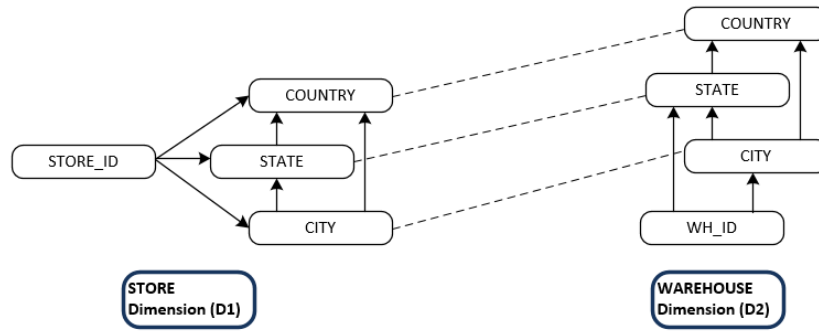 COUNTRY
COUNTRY
STATE
STORE_ID
STATE
CITY
CITY
WH_ID
STORE
Dimension (D1)
WAREHOUSE
Dimension (D2)